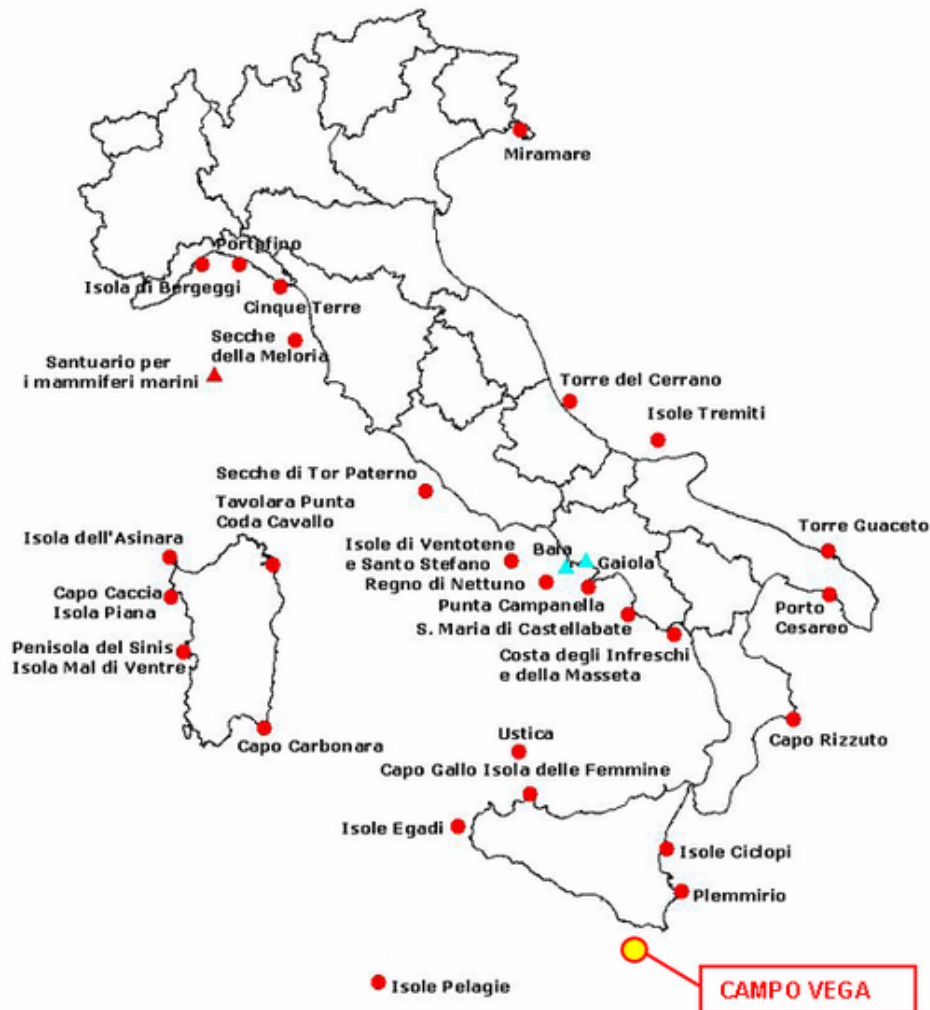 Miramare
Portofino
Isola di Bergeggi
Cinque Terre
Secche
della Meloria
Santuario per
i mammiferi marini
Torre del Cerrano
Isole Tremiti
Secche di Tor Paterno
Tavolara Punta
Coda Cavallo
Isola dell'Asinara
Isole di Ventotene
e Santo Stefano
Baia
Gaiola
Torre Guaceto
Capo Caccia
Isola Piana
Regno di Nettuno
Punta Campanella
Porto
Cesareo
S. Maria di Castellabate
Penisola del Sinis
Isola Mal di Ventre
Costa degli Infreschi
e della Masseta
Capo Carbonara
Ustica
Capo Rizzuto
Capo Gallo Isola delle Femmine
Isole Egadi
Isole Ciclopi
Plemmirio
Isole Pelagie
CAMPO VEGA